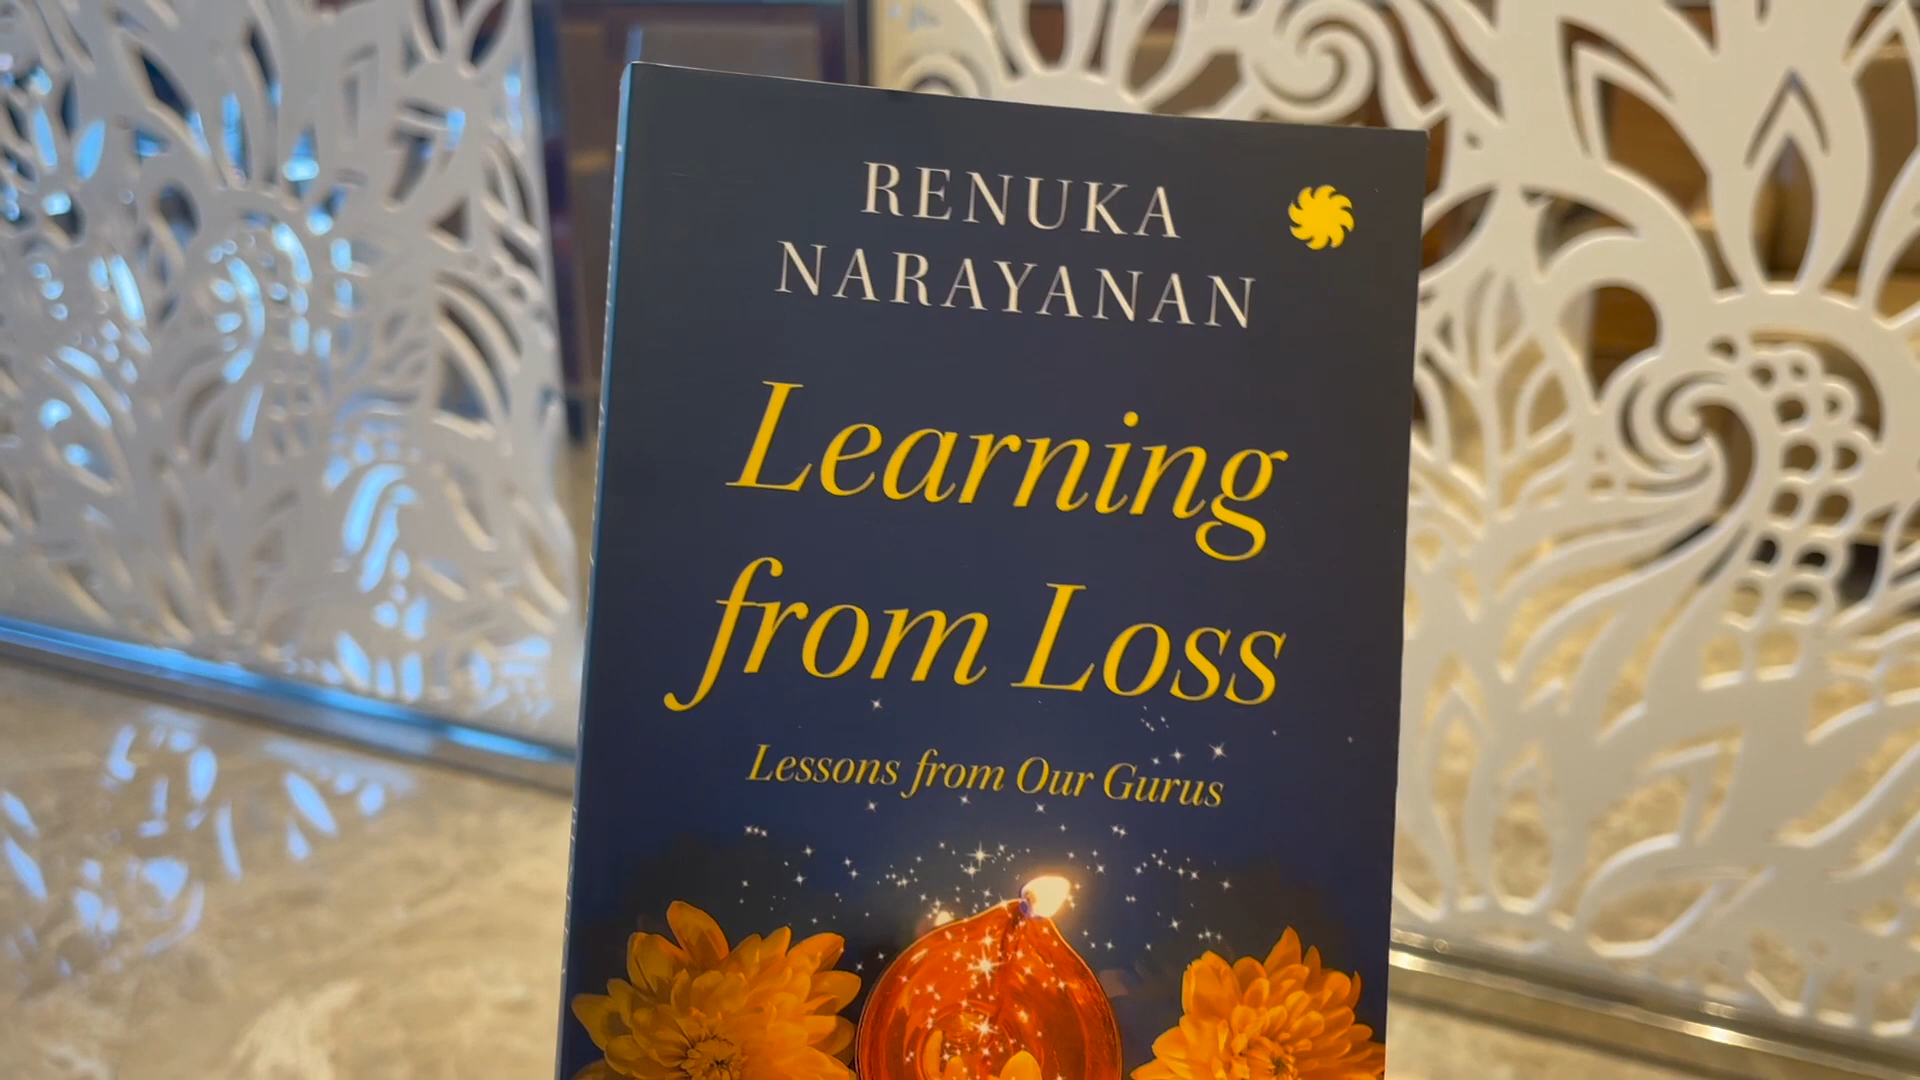 RENUKA
NARAYANAN
Learning
from Loss
Lessons from Our Gurus